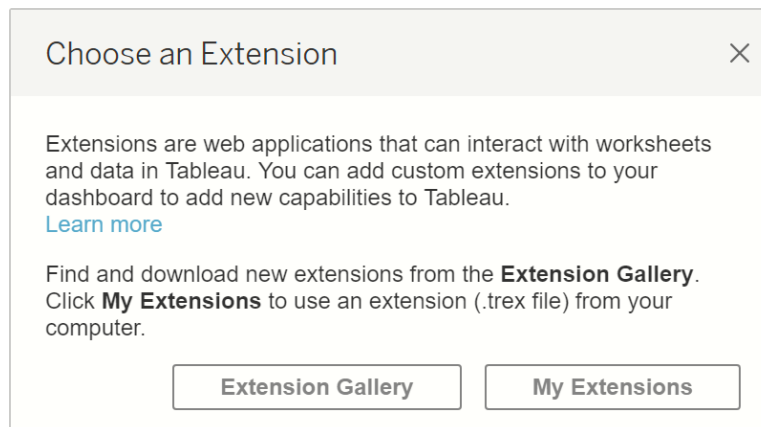 Choose an Extension
Extensions are web applications that can interact with worksheets
and data in Tableau. You can add custom extensions to your
dashboard to add new capabilities to Tableau.
Learn more
Find and download new extensions from the Extension Gallery.
Click My Extensions to use an extension (.trex file) from your
computer.
Extension Gallery
My Extensions